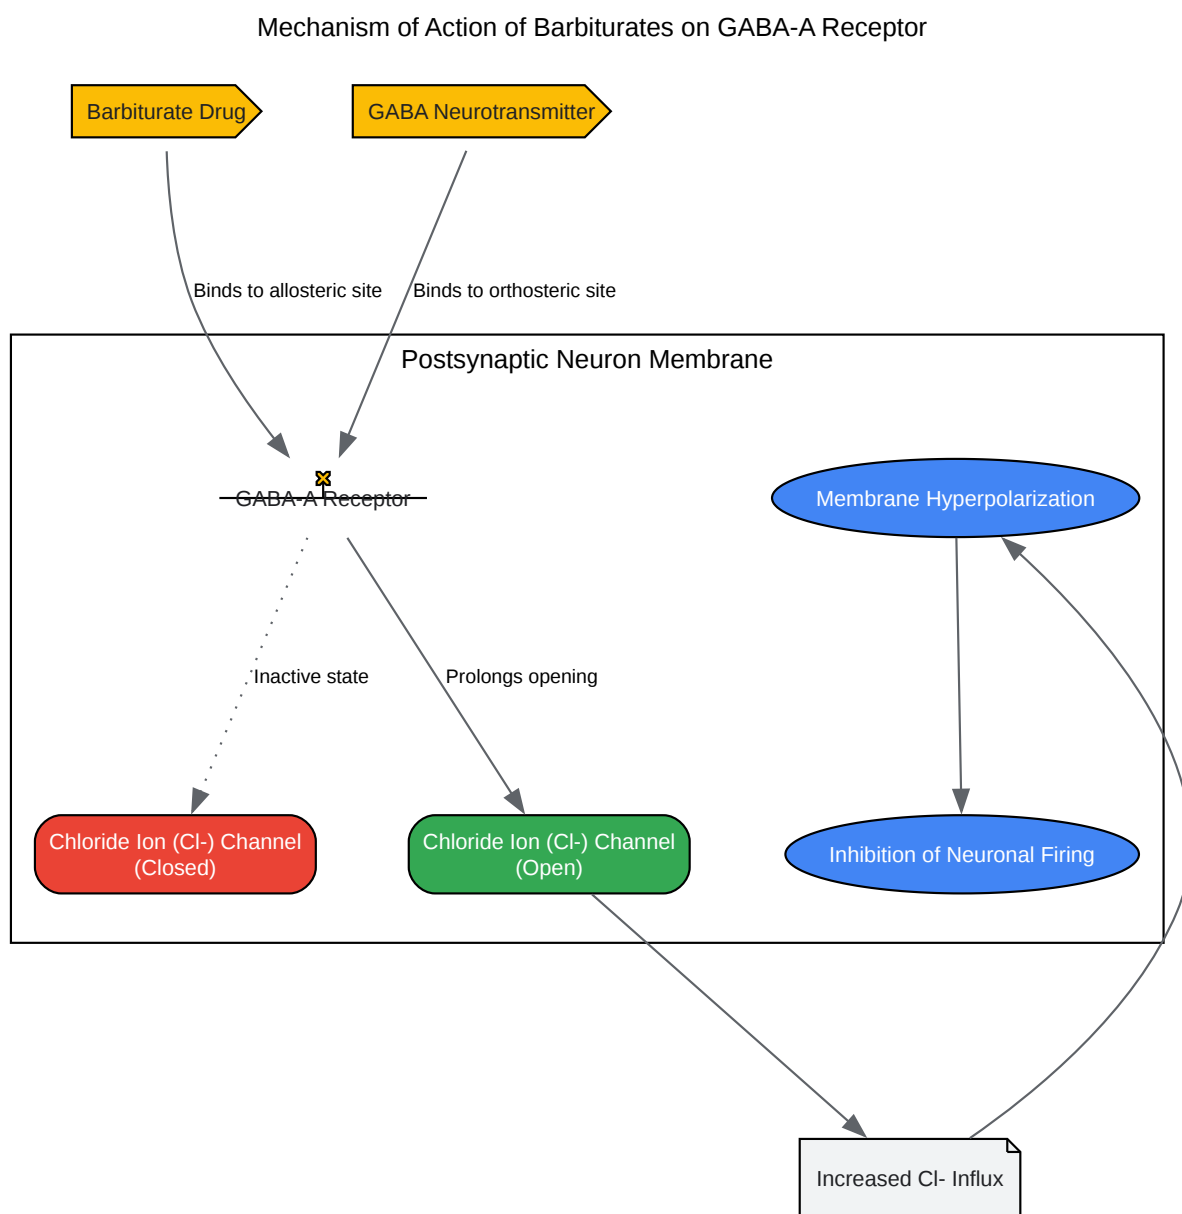 Mechanism of Action of Barbiturates on GABA-A Receptor
Barbiturate Drug
GABA Neurotransmitter
Binds to allosteric site
Binds to orthosteric site
Postsynaptic Neuron Membrane
GABA-A Receptor
Membrane Hyperpolarization
Inactive state
Prolongs opening
Chloride Ion (Cl-) Channel
(Closed)
Chloride Ion (Cl-) Channel
(Open)
Inhibition of Neuronal Firing
Increased Cl- Influx